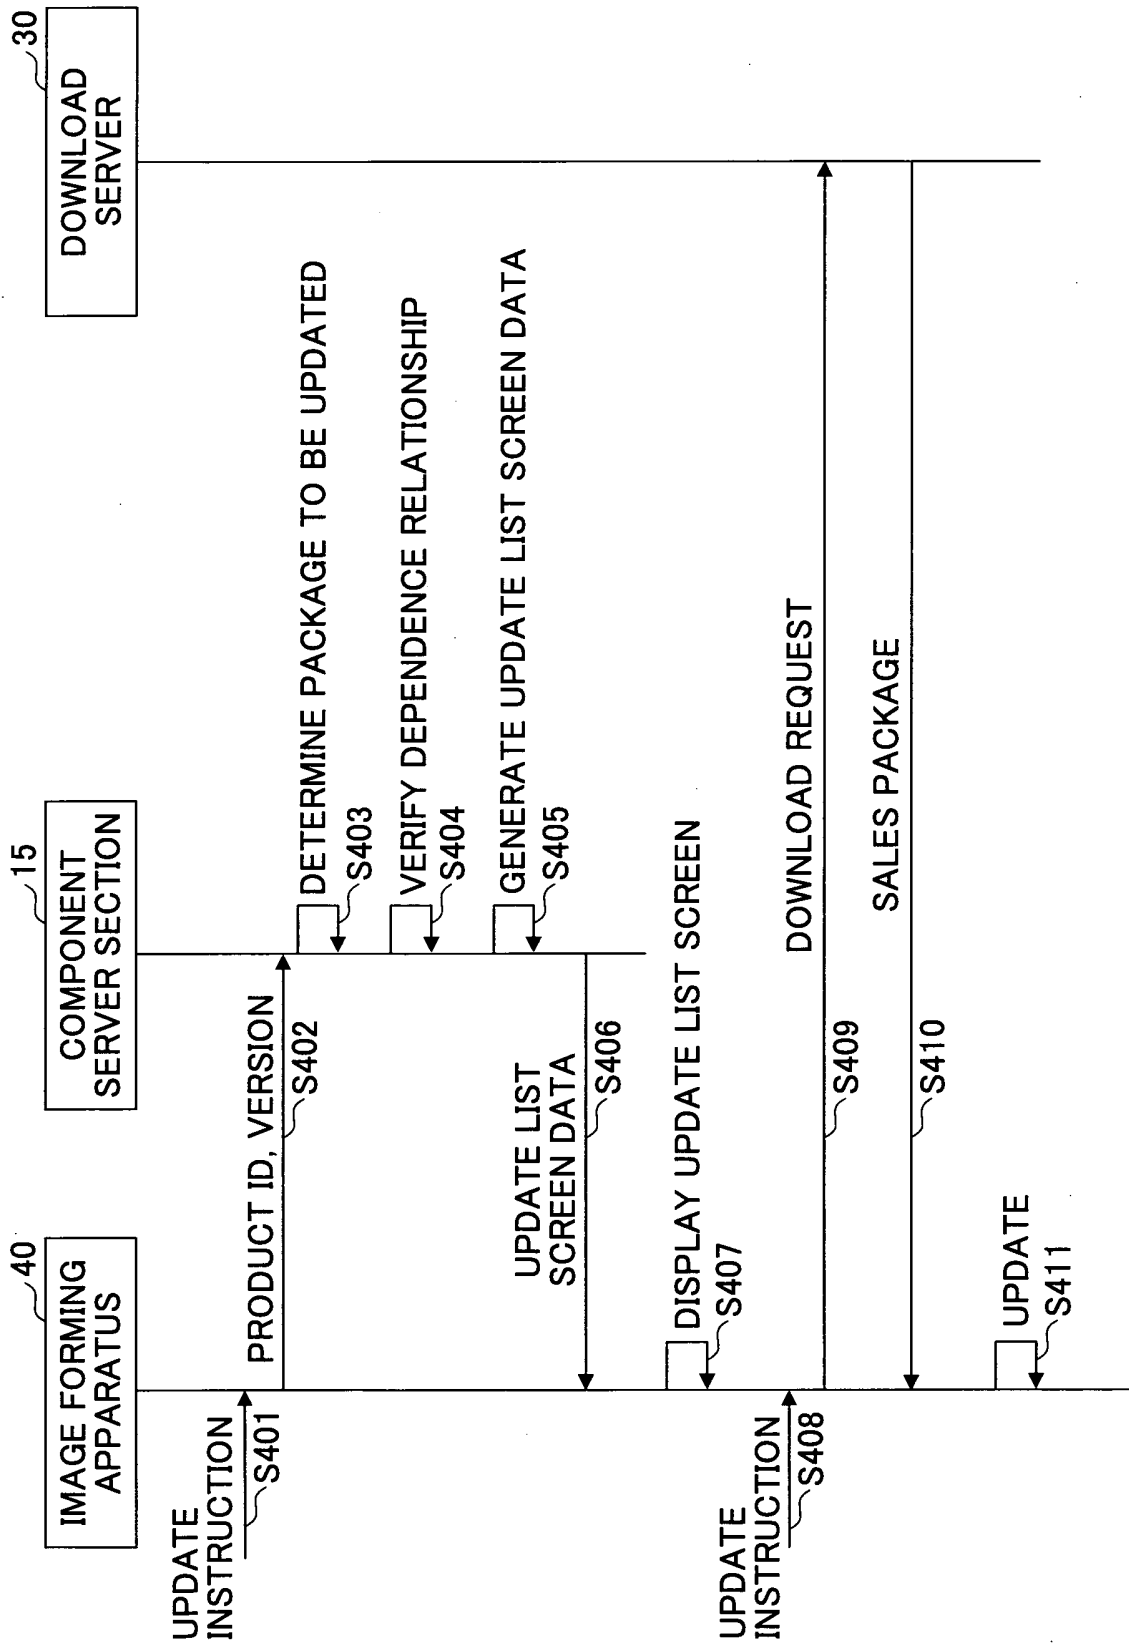 IMAGE FORMING
APPARATUS
40
COMPONENT
SERVER SECTION
15
DOWNLOAD
SERVER
30
UPDATE
INSTRUCTION
S401
PRODUCT ID, VERSION
S402
DETERMINE PACKAGE TO BE UPDATED
S403
VERIFY DEPENDENCE RELATIONSHIP
S404
GENERATE UPDATE LIST SCREEN DATA
S405
UPDATE LIST
SCREEN DATA
S406
DISPLAY UPDATE LIST SCREEN
S407
UPDATE
INSTRUCTION
S408
DOWNLOAD REQUEST
S409
SALES PACKAGE
S410
UPDATE
S411